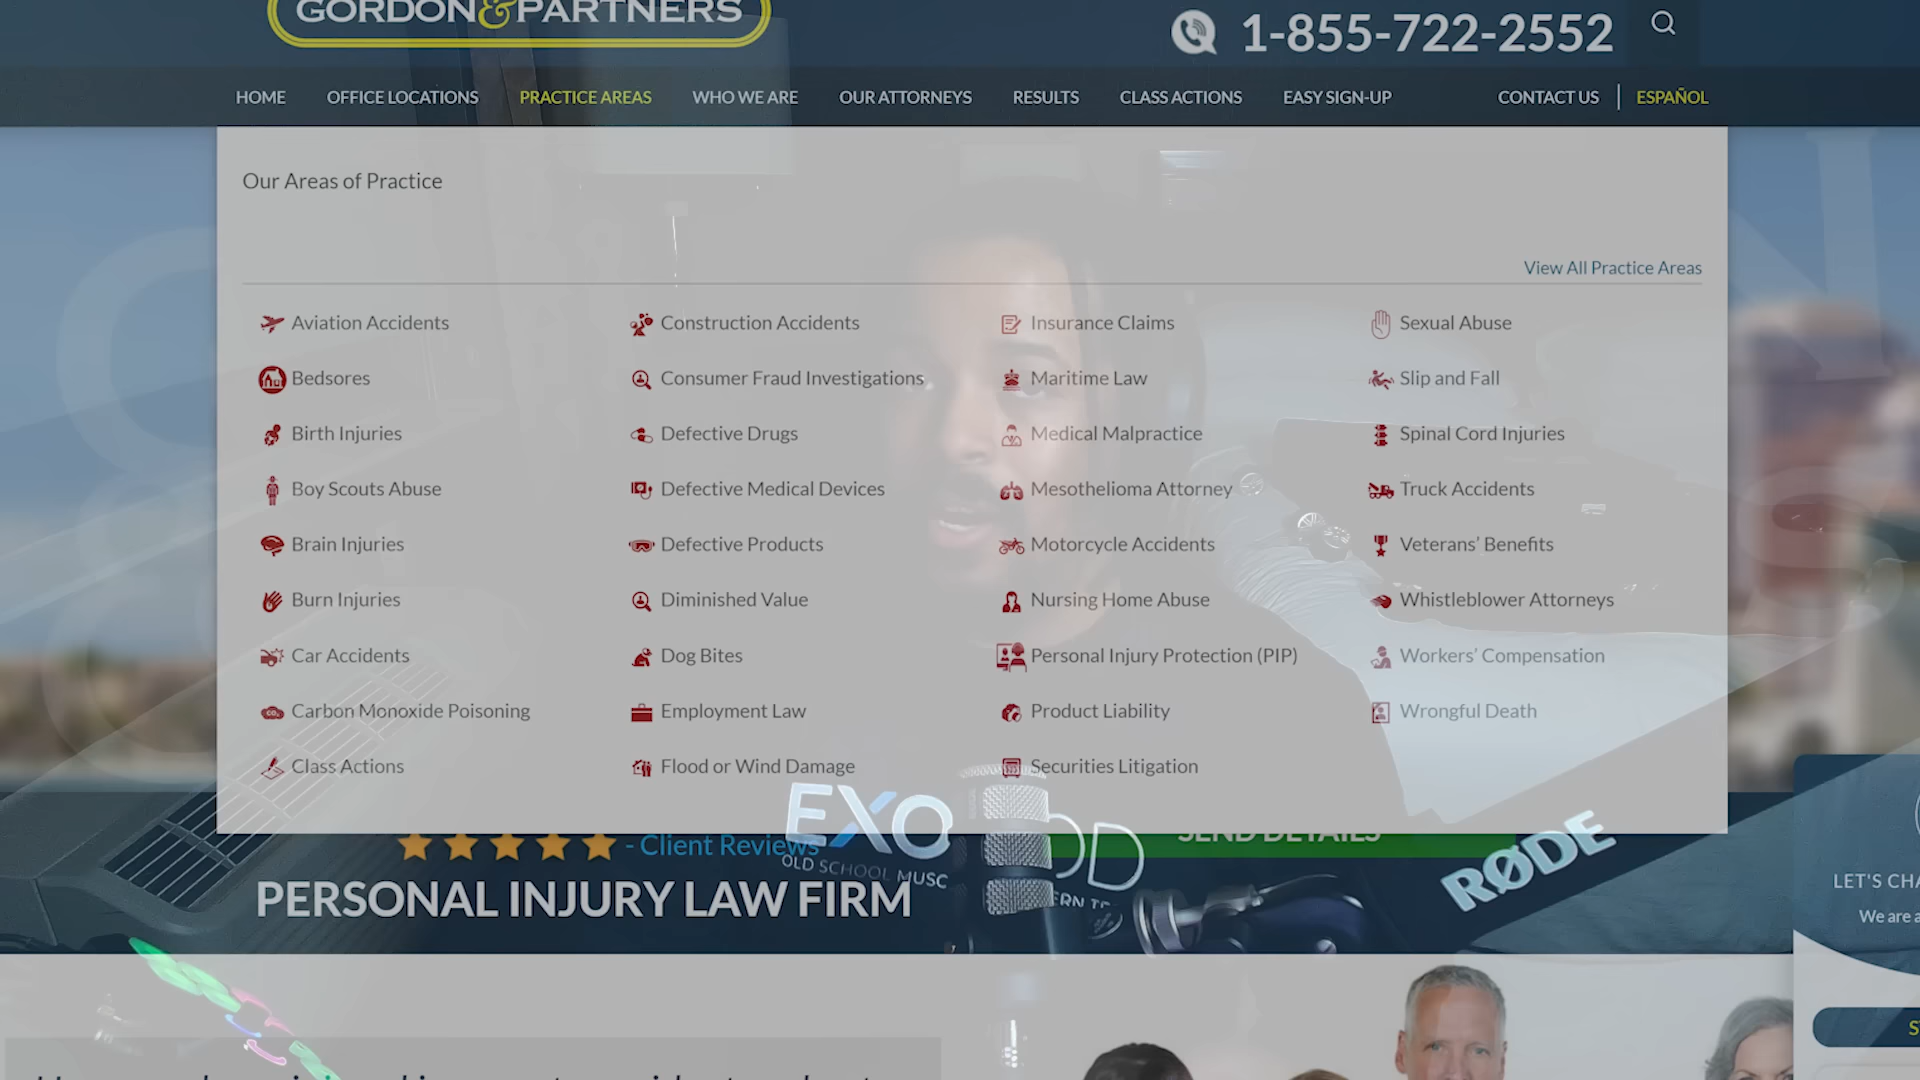 GORDON&PARTNERS
1-855-722-2552
HOME OFFICE LOCATIONS PRACTICE AREAS WHO WE ARE OUR ATTORNEYS RESULTS CLASS ACTIONS EASY SIGN-UP CONTACT US | ESPAÑOL
Our Areas of Practice
View All Practice Areas
Aviation Accidents Construction Accidents Insurance Claims Sexual Abuse
Bedsores Consumer Fraud Investigations Maritime Law Slip and Fall
Birth Injuries Defective Drugs Medical Malpractice Spinal Cord Injuries
Boy Scouts Abuse Defective Medical Devices Mesothelioma Attorney Truck Accidents
Brain Injuries Defective Products Motorcycle Accidents Veterans’ Benefits
Burn Injuries Diminished Value Nursing Home Abuse Whistleblower Attorneys
Car Accidents Dog Bites Personal Injury Protection (PIP) Workers’ Compensation
Carbon Monoxide Poisoning Employment Law Product Liability Wrongful Death
Class Actions Flood or Wind Damage Securities Litigation
- Client Reviews
SEND DETAILS
PERSONAL INJURY LAW FIRM
OLD SCHOOL
RØDE
LET'S
We are